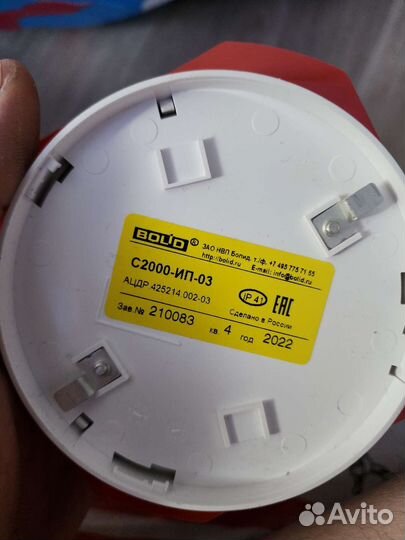 BOLID ®
ЗАО НВП Болид, т./ф. +7 495 775 71 55
http://bolid.ru E-mail: info@bolid.ru
С2000-ИП-03
АЦДР 425214 002-03
IP 41 EAC
Сделано в России
Зав.№ 210083 кв. 4 год 2022
Avito